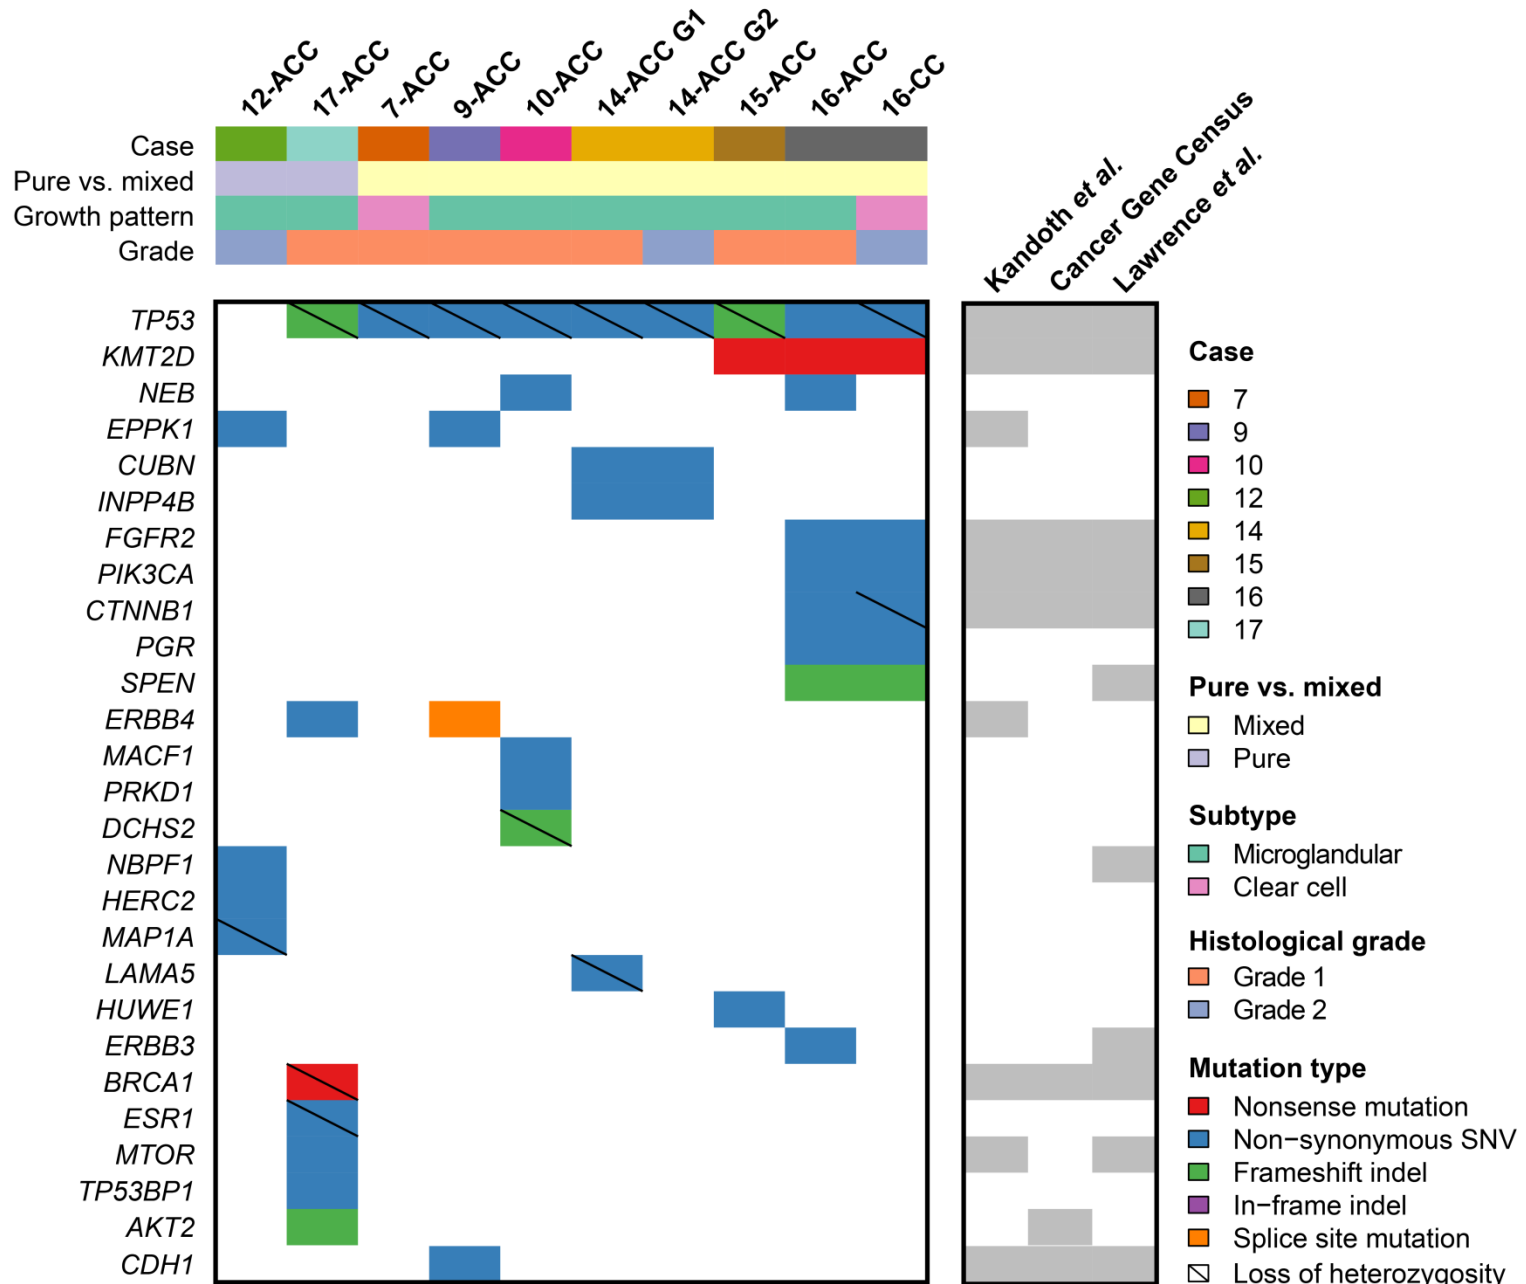 12-ACC
17-ACC
7-ACC
9-ACC
10-ACC
14-ACC G1
14-ACC G2
15-ACC
16-ACC
16-CC
Case
Pure vs. mixed
Growth pattern
Grade
Kandoth et al.
Cancer Gene Census
Lawrence et al.
TP53
KMT2D
NEB
EPPK1
CUBN
INPP4B
FGFR2
PIK3CA
CTNNB1
PGR
SPEN
ERBB4
MACF1
PRKD1
DCHS2
NBPF1
HERC2
MAP1A
LAMA5
HUWE1
ERBB3
BRCA1
ESR1
MTOR
TP53BP1
AKT2
CDH1
Case
7
9
10
12
14
15
16
17
Pure vs. mixed
Mixed
Pure
Subtype
Microglandular
Clear cell
Histological grade
Grade 1
Grade 2
Mutation type
Nonsense mutation
Non−synonymous SNV
Frameshift indel
In−frame indel
Splice site mutation
Loss of heterozygosity